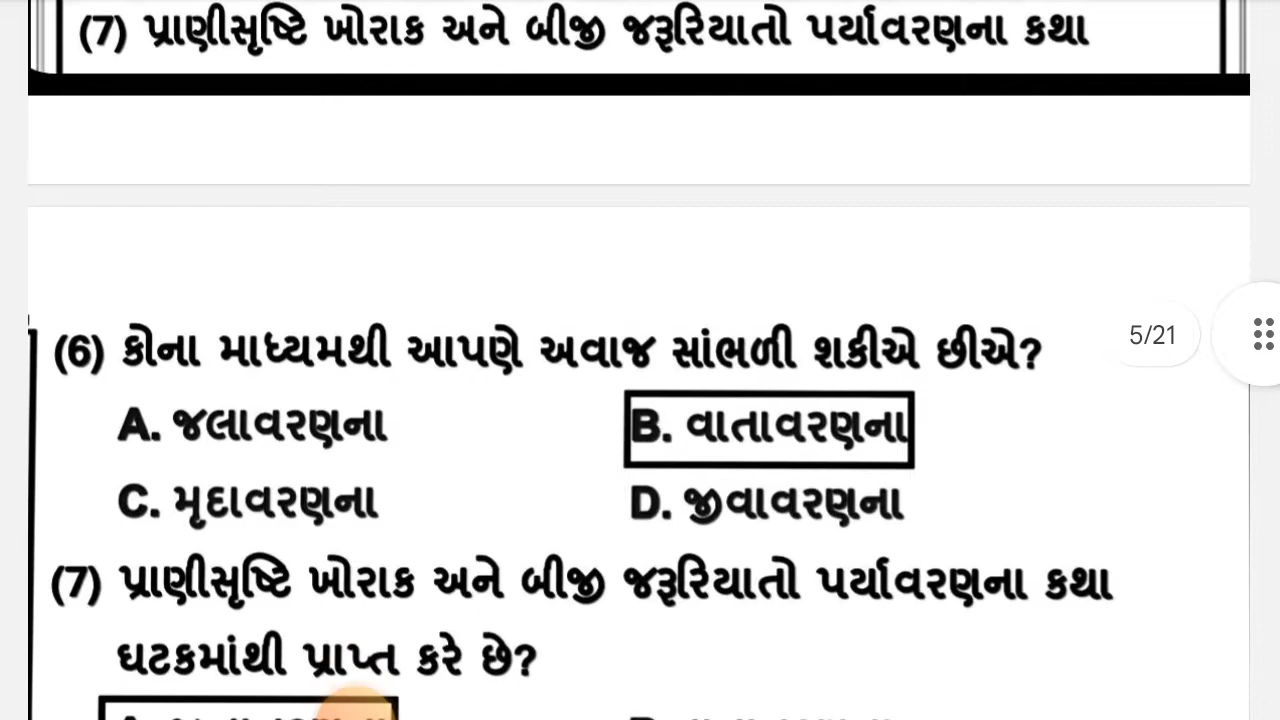 (7) પ્રાણીસૃષ્ટિ ખોરાક અને બીજી જરૂરિયાતો પર્યાવરણના કથા
5/21
(6) કોના માધ્યમથી આપણે અવાજ સાંભળી શકીએ છીએ?
A. જલાવરણના
B. વાતાવરણના
C. મૃદાવરણના
D. જીવાવરણના
(7) પ્રાણીસૃષ્ટિ ખોરાક અને બીજી જરૂરિયાતો પર્યાવરણના કથા
ઘટકમાંથી પ્રાપ્ત કરે છે?